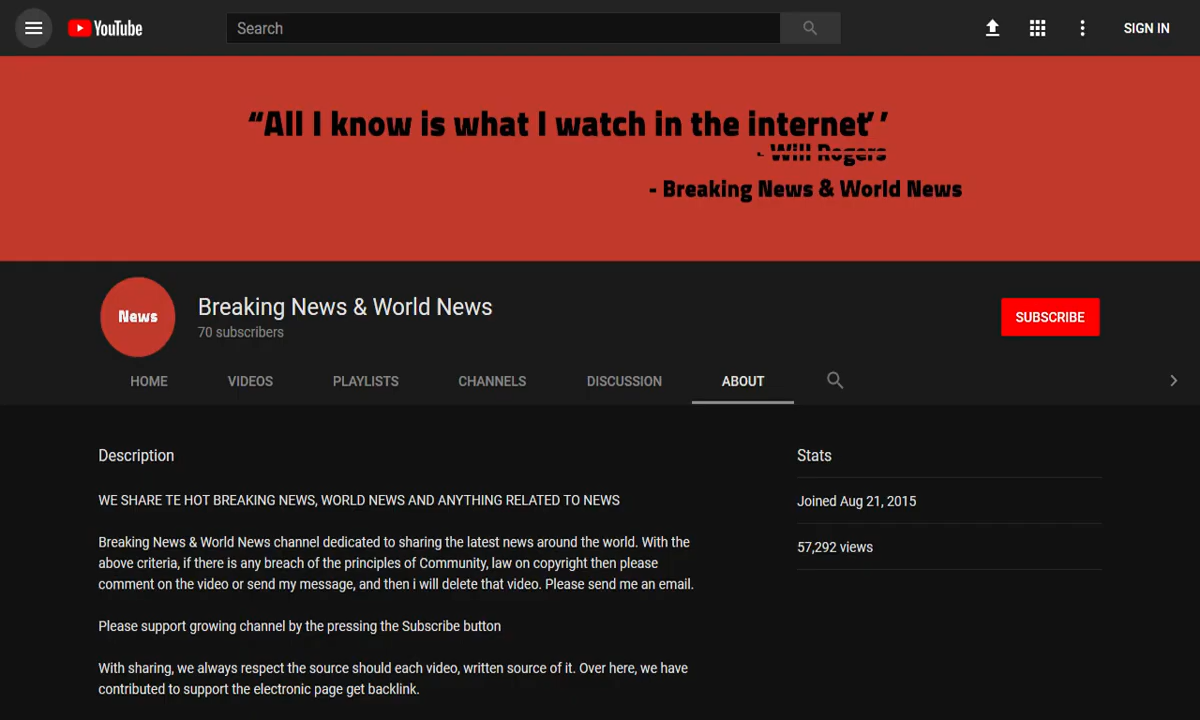 YouTube
Search
SIGN IN
“All I know is what I watch in the internet’’
- Will Rogers
- Breaking News & World News
News
Breaking News & World News
70 subscribers
SUBSCRIBE
HOME VIDEOS PLAYLISTS CHANNELS DISCUSSION ABOUT
Description
WE SHARE TE HOT BREAKING NEWS, WORLD NEWS AND ANYTHING RELATED TO NEWS
Breaking News & World News channel dedicated to sharing the latest news around the world. With the
above criteria, if there is any breach of the principles of Community, law on copyright then please
comment on the video or send my message, and then i will delete that video. Please send me an email.
Please support growing channel by the pressing the Subscribe button
With sharing, we always respect the source should each video, written source of it. Over here, we have
contributed to support the electronic page get backlink.
Stats
Joined Aug 21, 2015
57,292 views